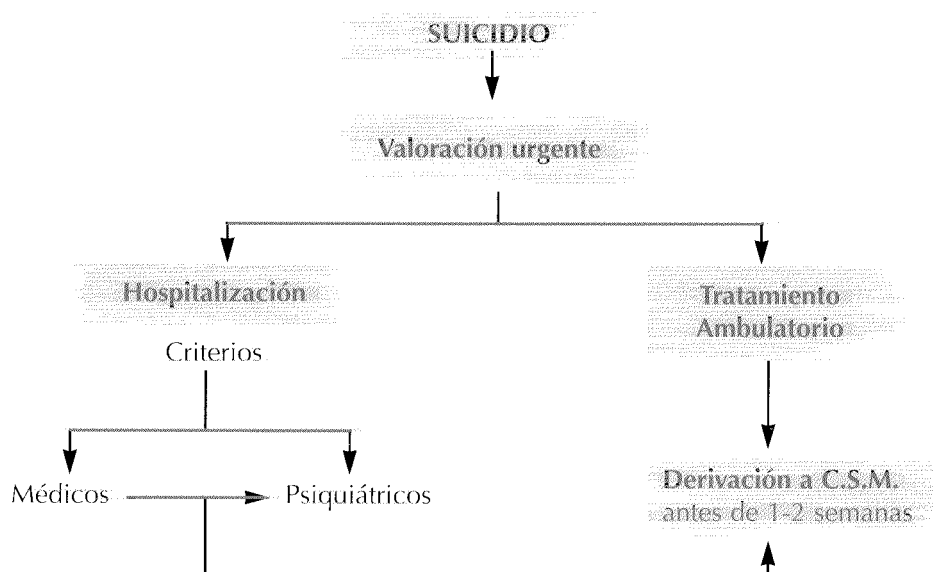 SUICIDIO
Valoración urgente
Hospitalización
Tratamiento
Ambulatorio
Criterios
Médicos
Psiquiátricos
Derivación a C.S.M.
antes de 1-2 semanas